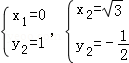 {x₁=0, y₁=1, {x₂=√3, y₂=-1/2